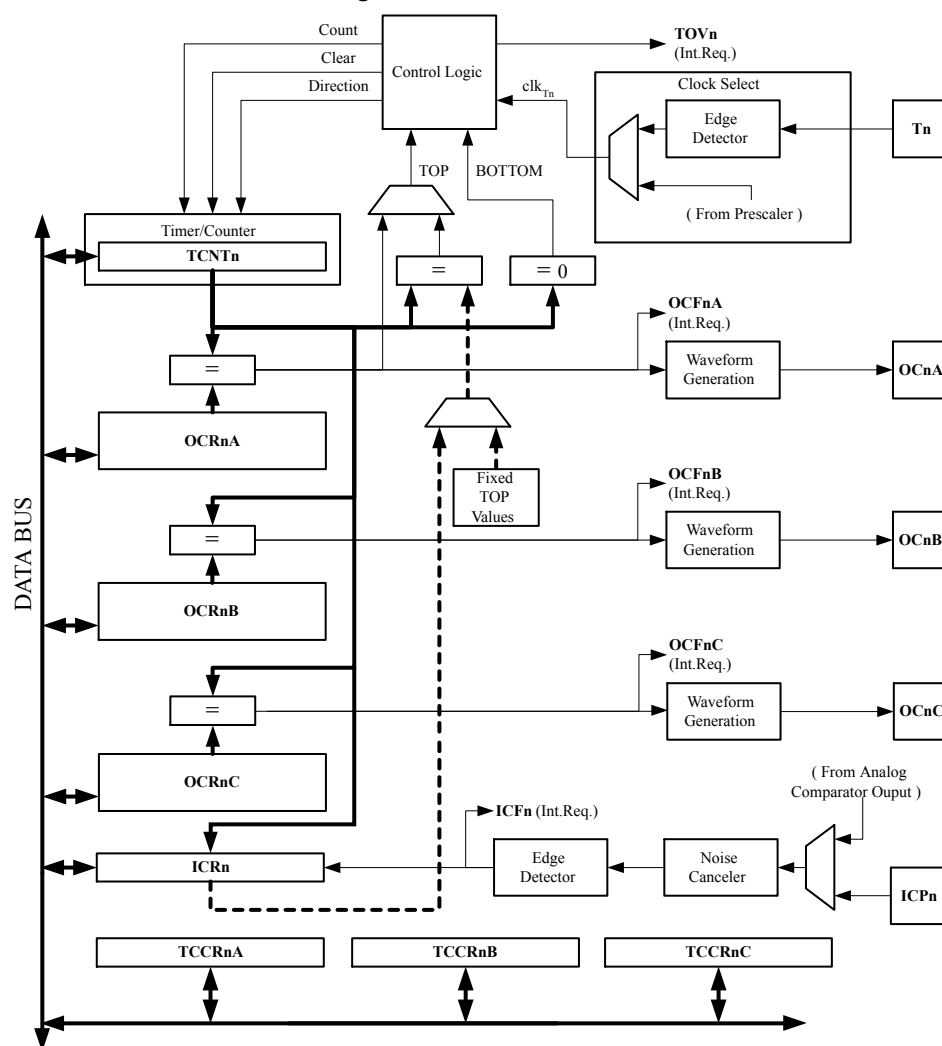 Count
Clear
Direction
Control Logic
TOVn
(Int.Req.)
clkTn
Clock Select
Edge
Detector
Tn
( From Prescaler )
TOP
BOTTOM
Timer/Counter
TCNTn
=
= 0
=
OCRnA
OCFnA
(Int.Req.)
Waveform
Generation
OCnA
Fixed
TOP
Values
=
OCRnB
OCFnB
(Int.Req.)
Waveform
Generation
OCnB
DATA BUS
=
OCRnC
OCFnC
(Int.Req.)
Waveform
Generation
OCnC
( From Analog
Comparator Ouput )
ICFn (Int.Req.)
ICRn
Edge
Detector
Noise
Canceler
ICPn
TCCRnA
TCCRnB
TCCRnC